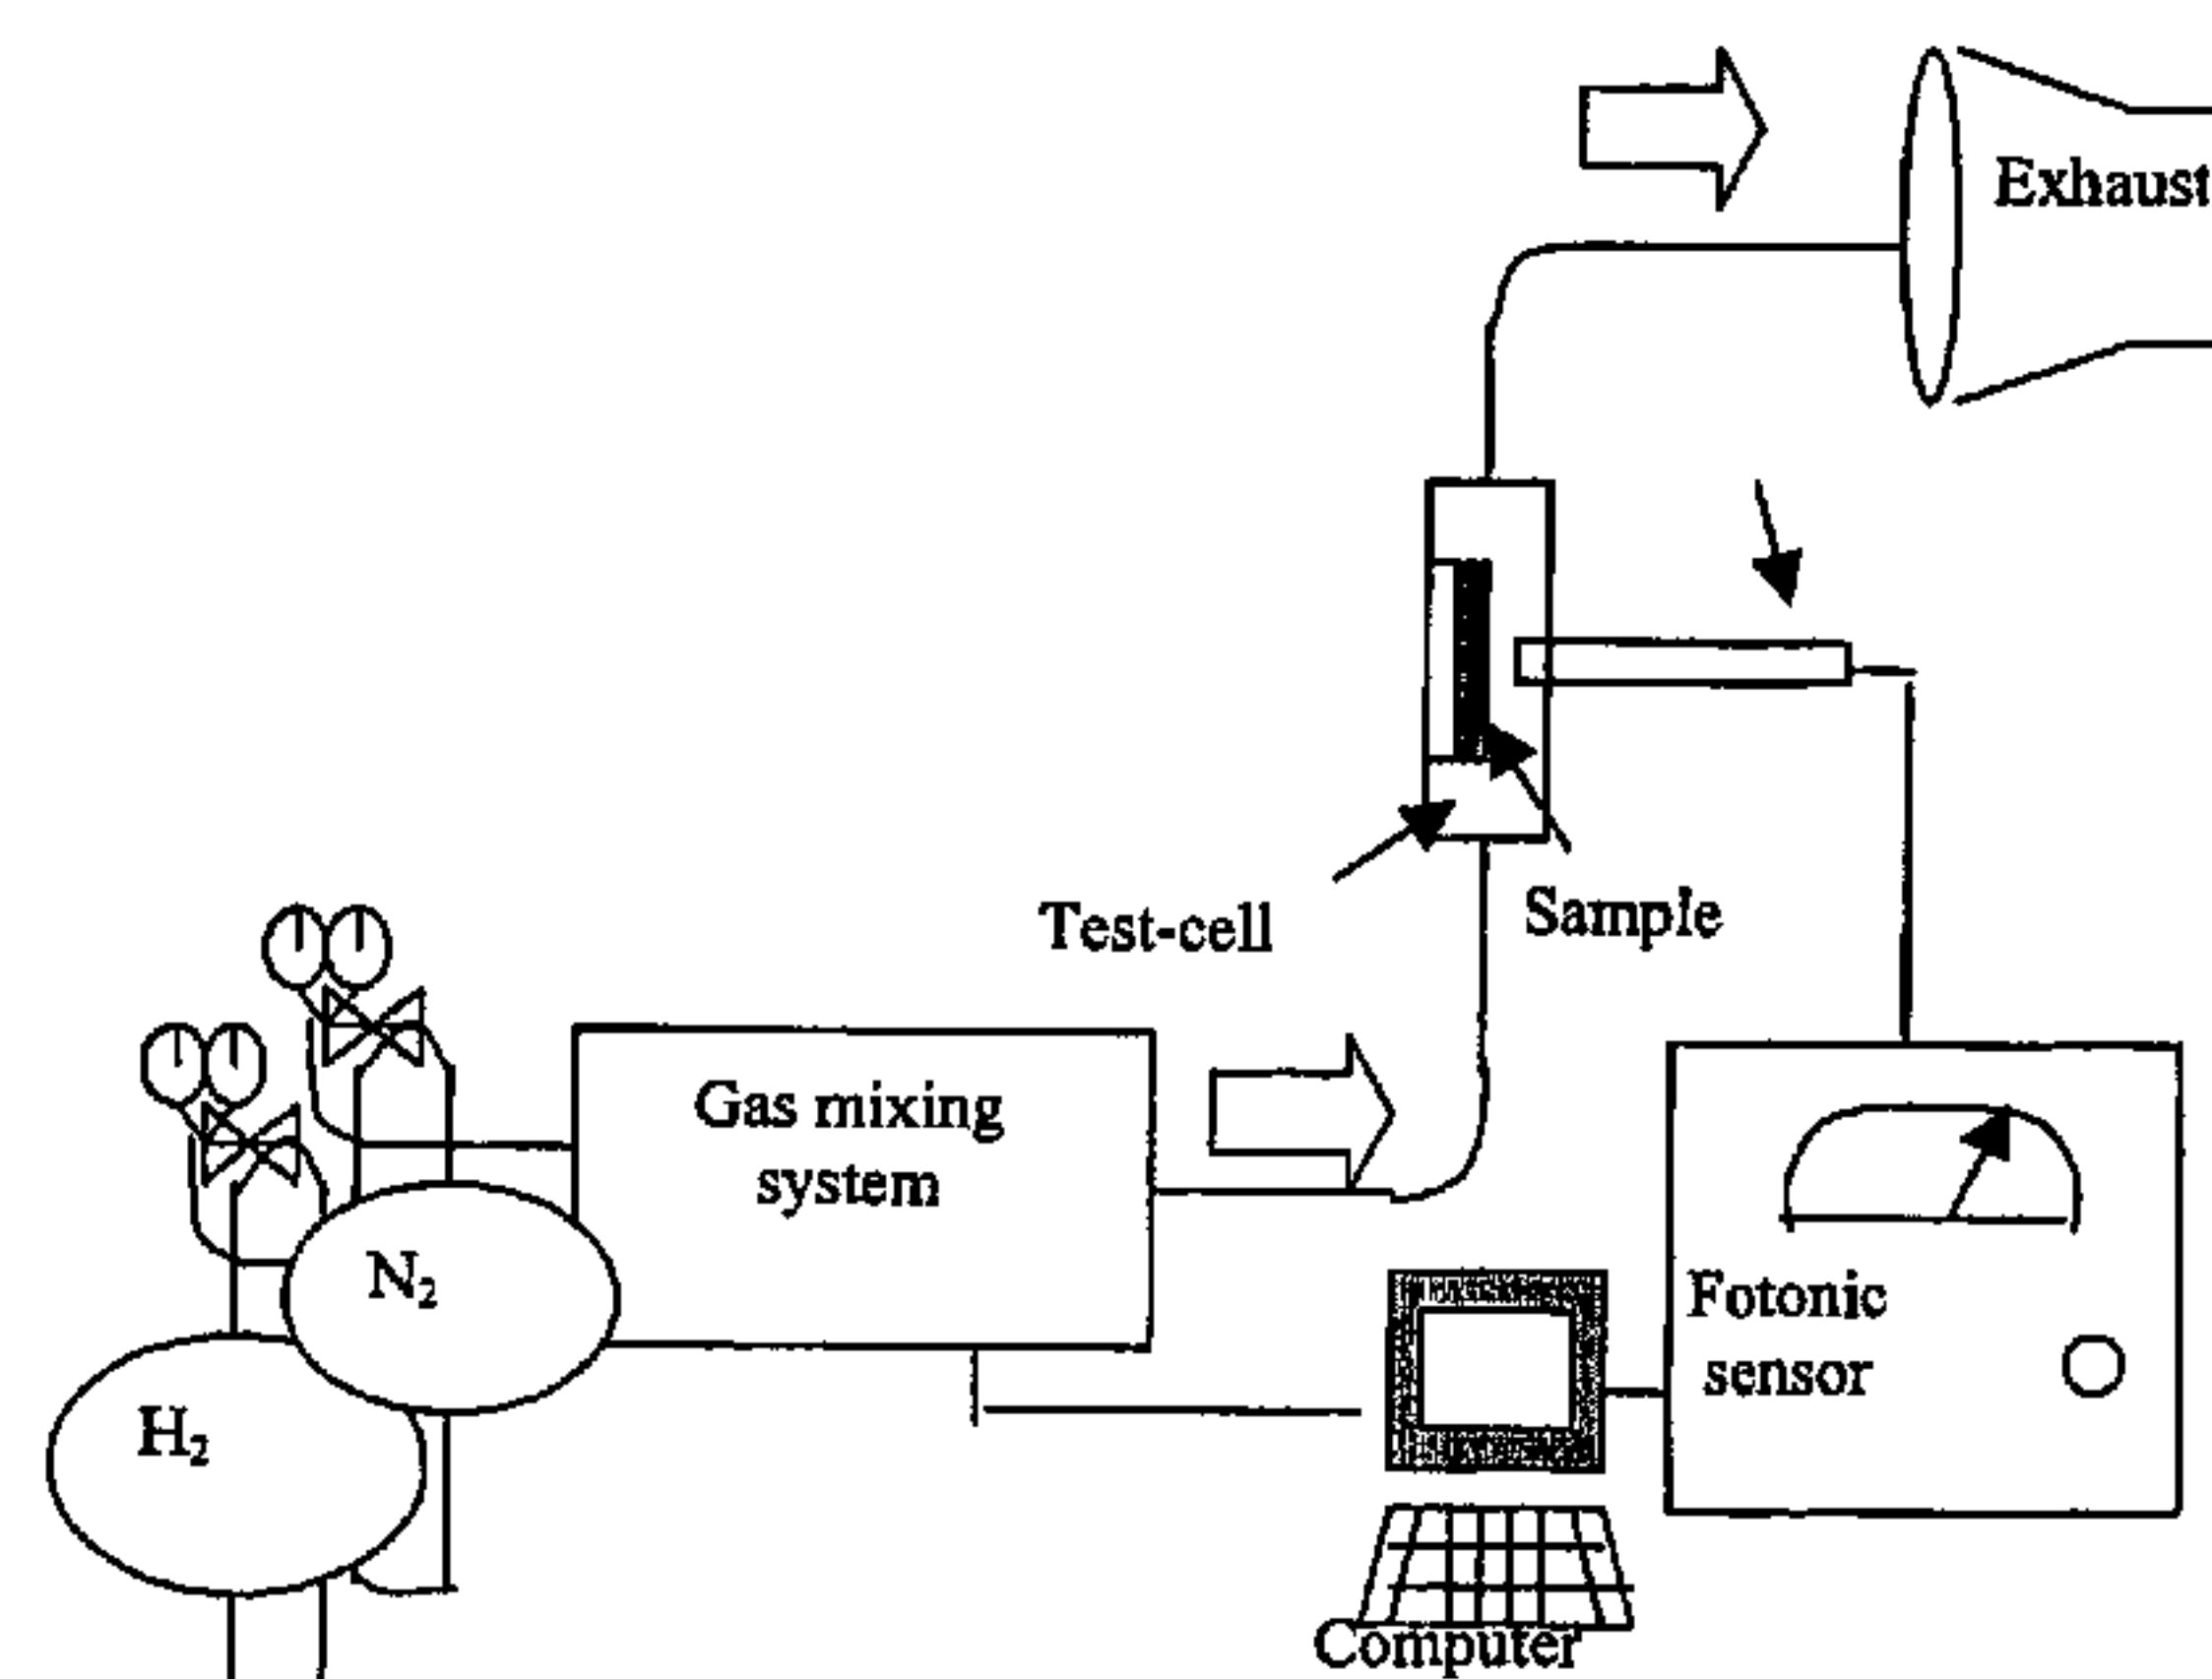 Exhaust
Test-cell
Sample
Gas mixing
system
N₂
H₂
Fotonic
sensor
Computer